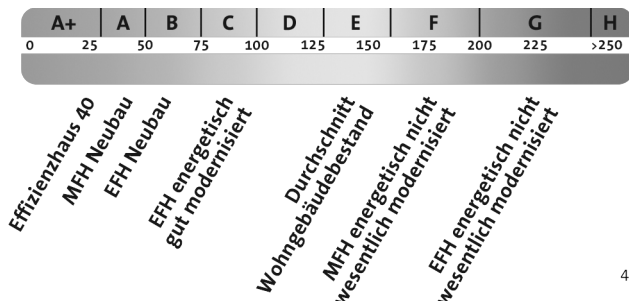 A+ A B C D E F G H
0 25 50 75 100 125 150 175 200 225 >250
Effizienzhaus 40
MFH Neubau
EFH Neubau
EFH energetisch
gut modernisiert
Durchschnitt
Wohngebäudebestand
MFH energetisch nicht
wesentlich modernisiert
EFH energetisch nicht
wesentlich modernisiert
4